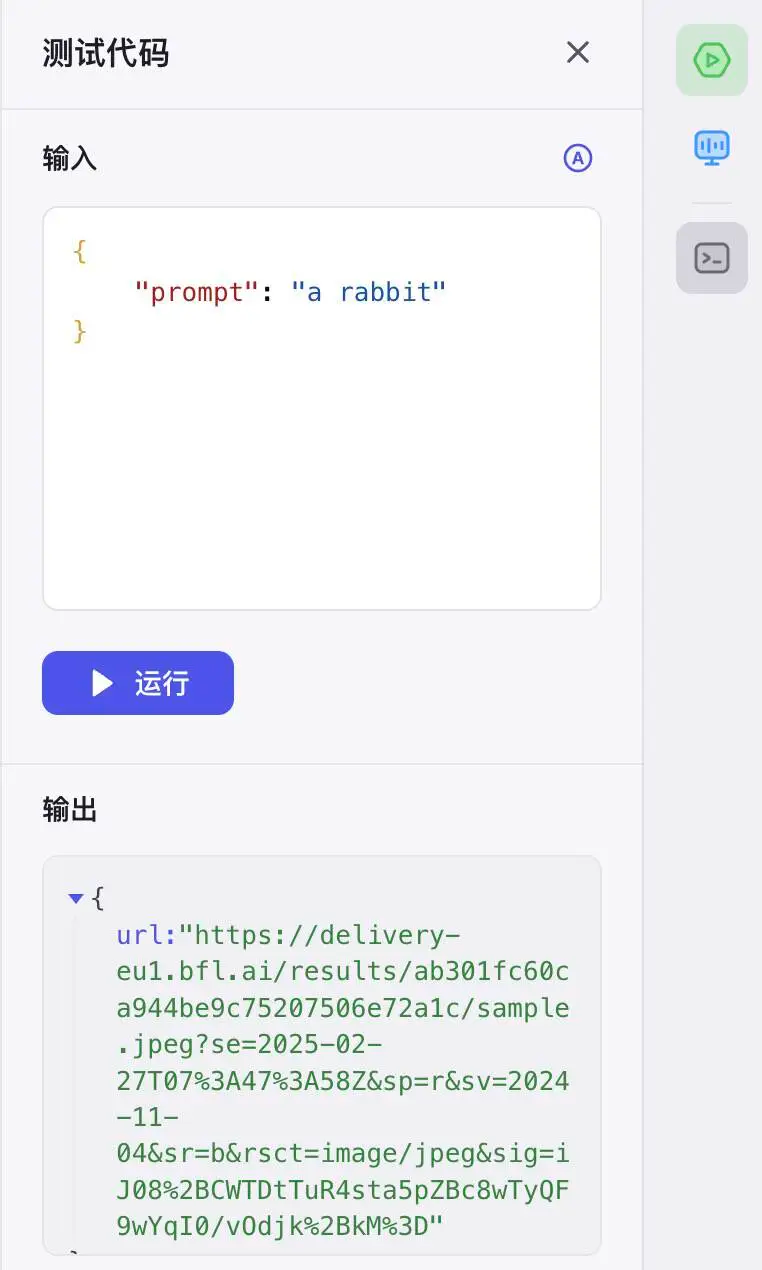 测试代码
输入
A
{
"prompt": "a rabbit"
}
运行
输出
{
url:"https://delivery-
eu1.bfl.ai/results/ab301fc60c
a944be9c75207506e72a1c/sample
.jpeg?se=2025-02-
27T07%3A47%3A58Z&sp=r&sv=2024
-11-
04&sr=b&rsct=image/jpeg&sig=i
J08%2BCWTDtTuR4sta5pZBc8wTyQF
9wYqI0/vOdjk%2BkM%3D"